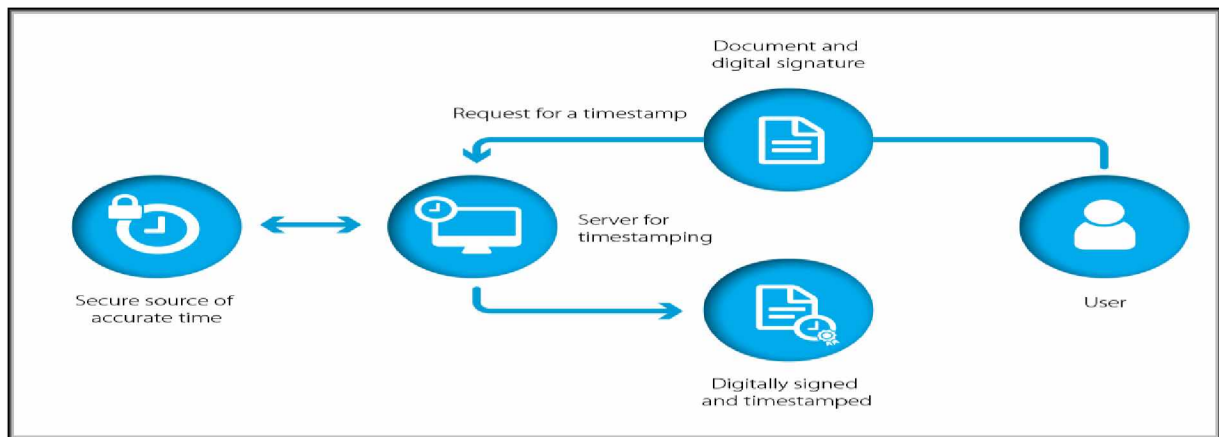 Document and
digital signature
Request for a timestamp
Server for
timestamping
Secure source of
accurate time
User
Digitally signed
and timestamped